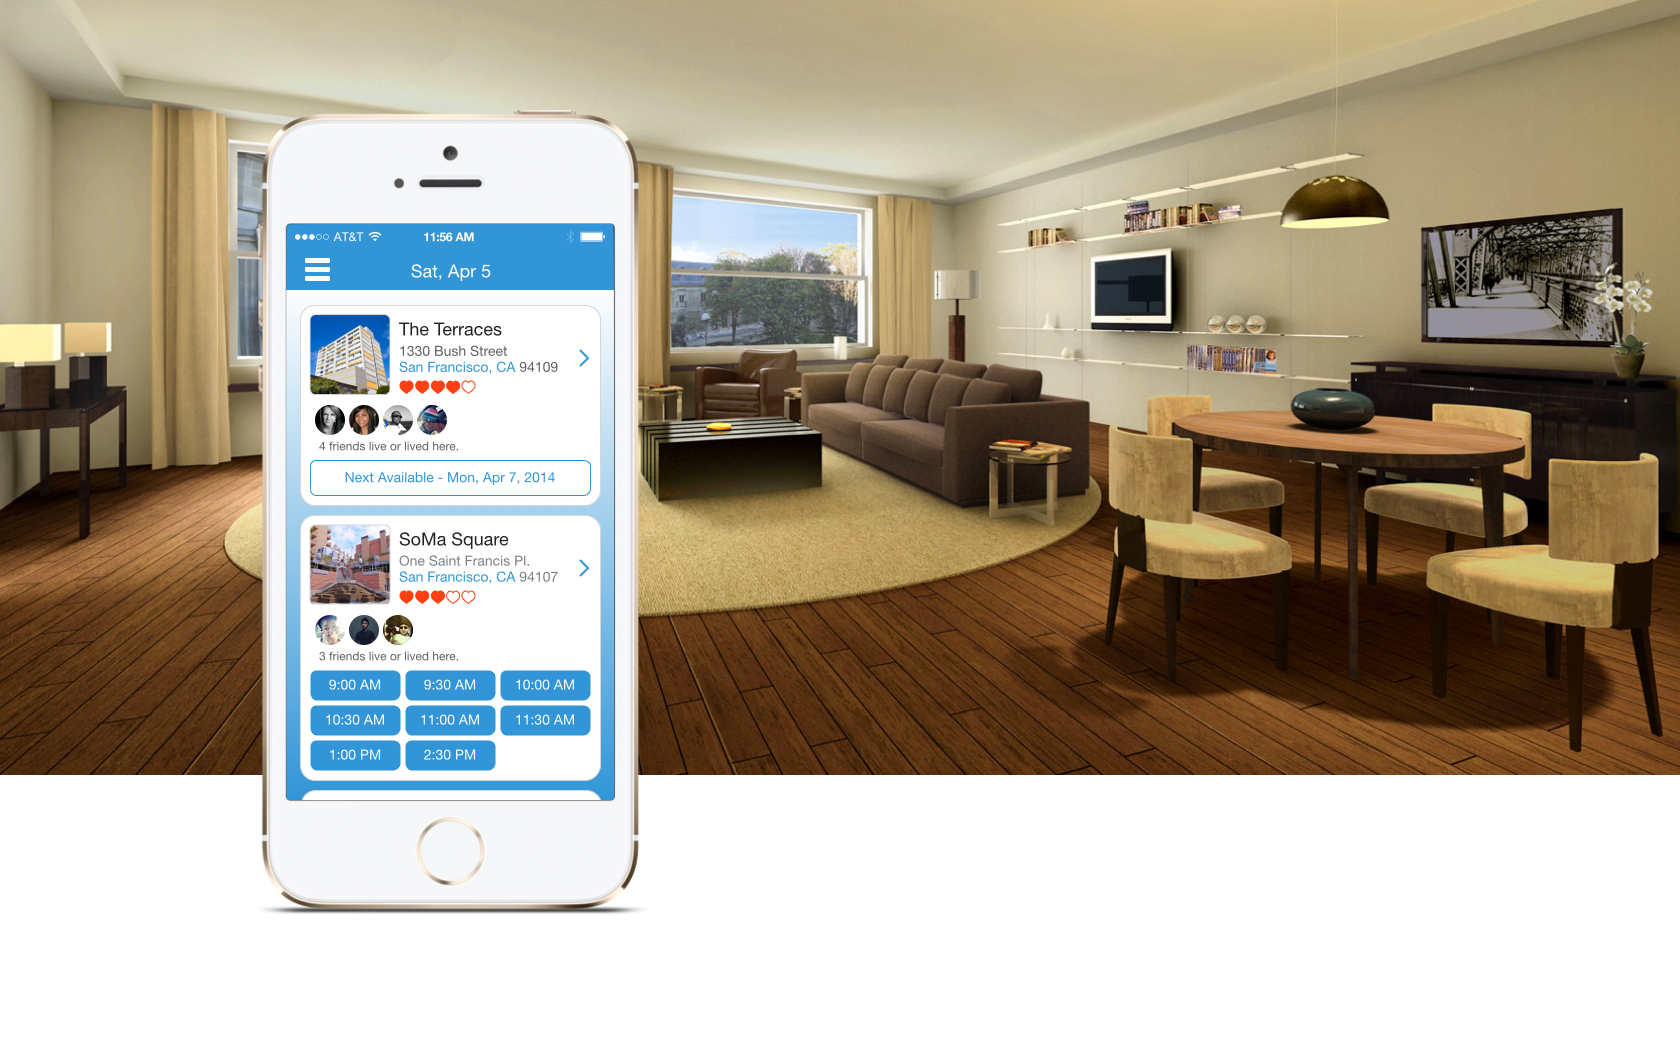 AT&T 11:56 AM
Sat, Apr 5
The Terraces
1330 Bush Street
San Francisco, CA 94109
4 friends live or lived here.
Next Available - Mon, Apr 7, 2014
SoMa Square
One Saint Francis Pl.
San Francisco, CA 94107
3 friends live or lived here.
9:00 AM 9:30 AM 10:00 AM
10:30 AM 11:00 AM 11:30 AM
1:00 PM 2:30 PM